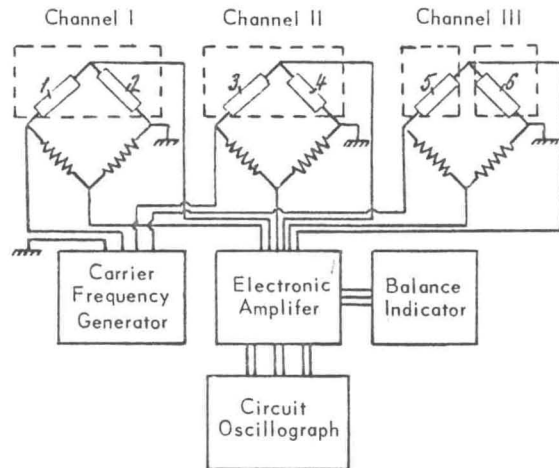 Channel I
Channel II
Channel III
1
2
3
4
5
6
Carrier
Frequency
Generator
Electronic
Amplifer
Balance
Indicator
Circuit
Oscillograph